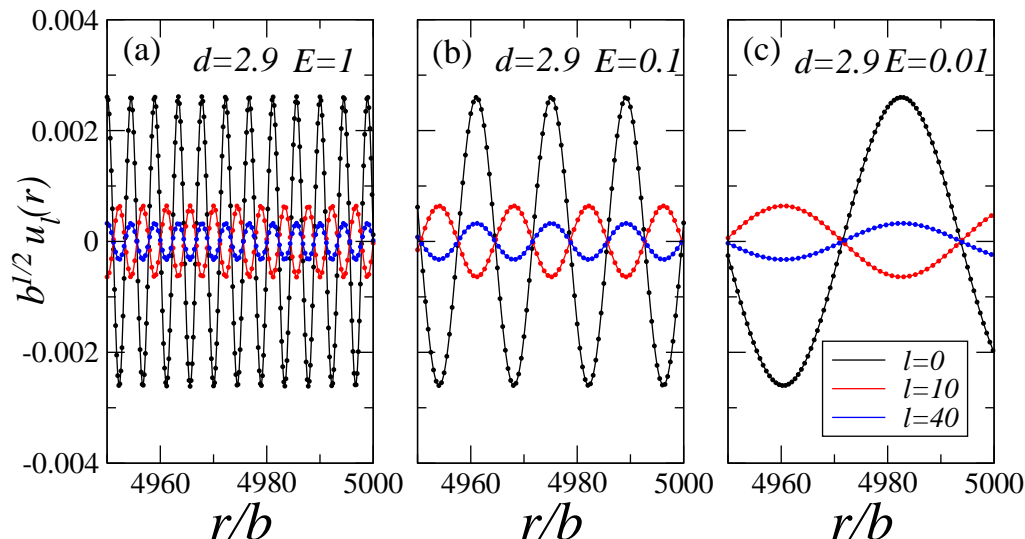 0.004
0.002
0
-0.002
-0.004
b^{1/2} u_l(r)
(a)
d=2.9 E=1
4960 4980 5000
r/b
(b)
d=2.9 E=0.1
4960 4980 5000
r/b
(c)
d=2.9 E=0.01
l=0
l=10
l=40
4960 4980 5000
r/b